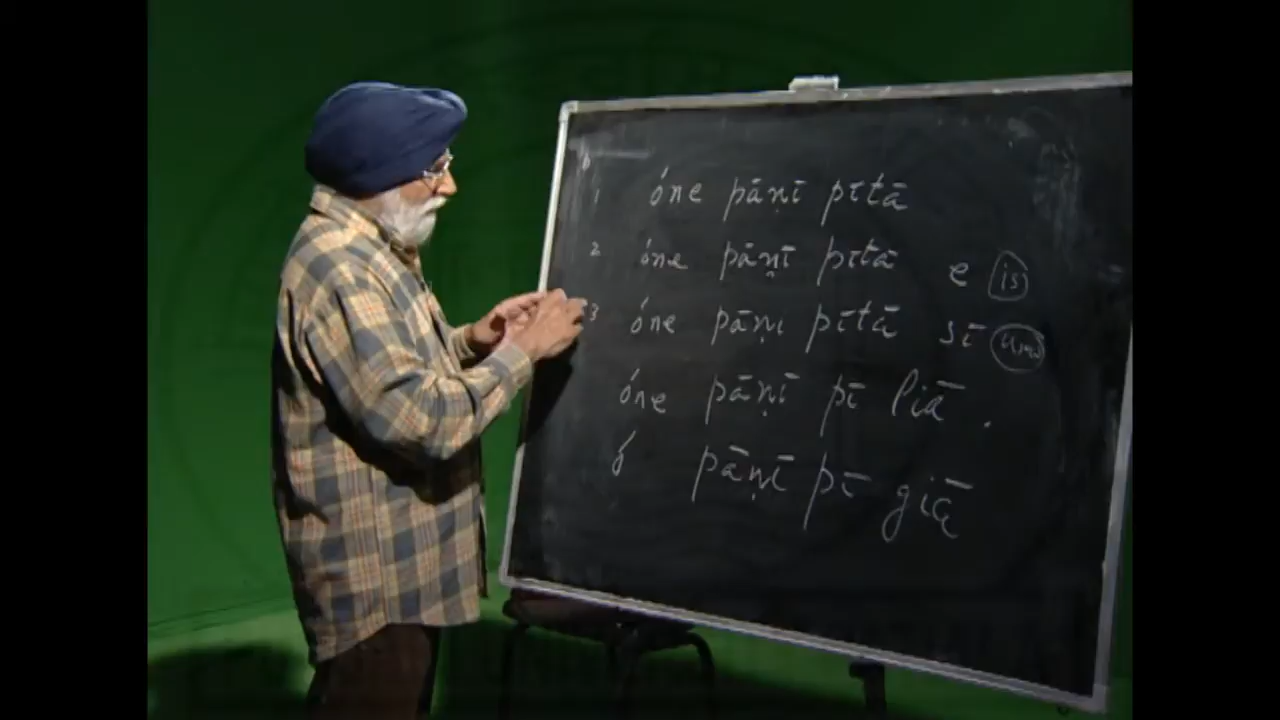 1 óne pāṇī pītā
2 óne pāṇī pītā e is
3 óne pāṇī pītā sī
óne pāṇī pī liā .
ó pāṇī pī giā